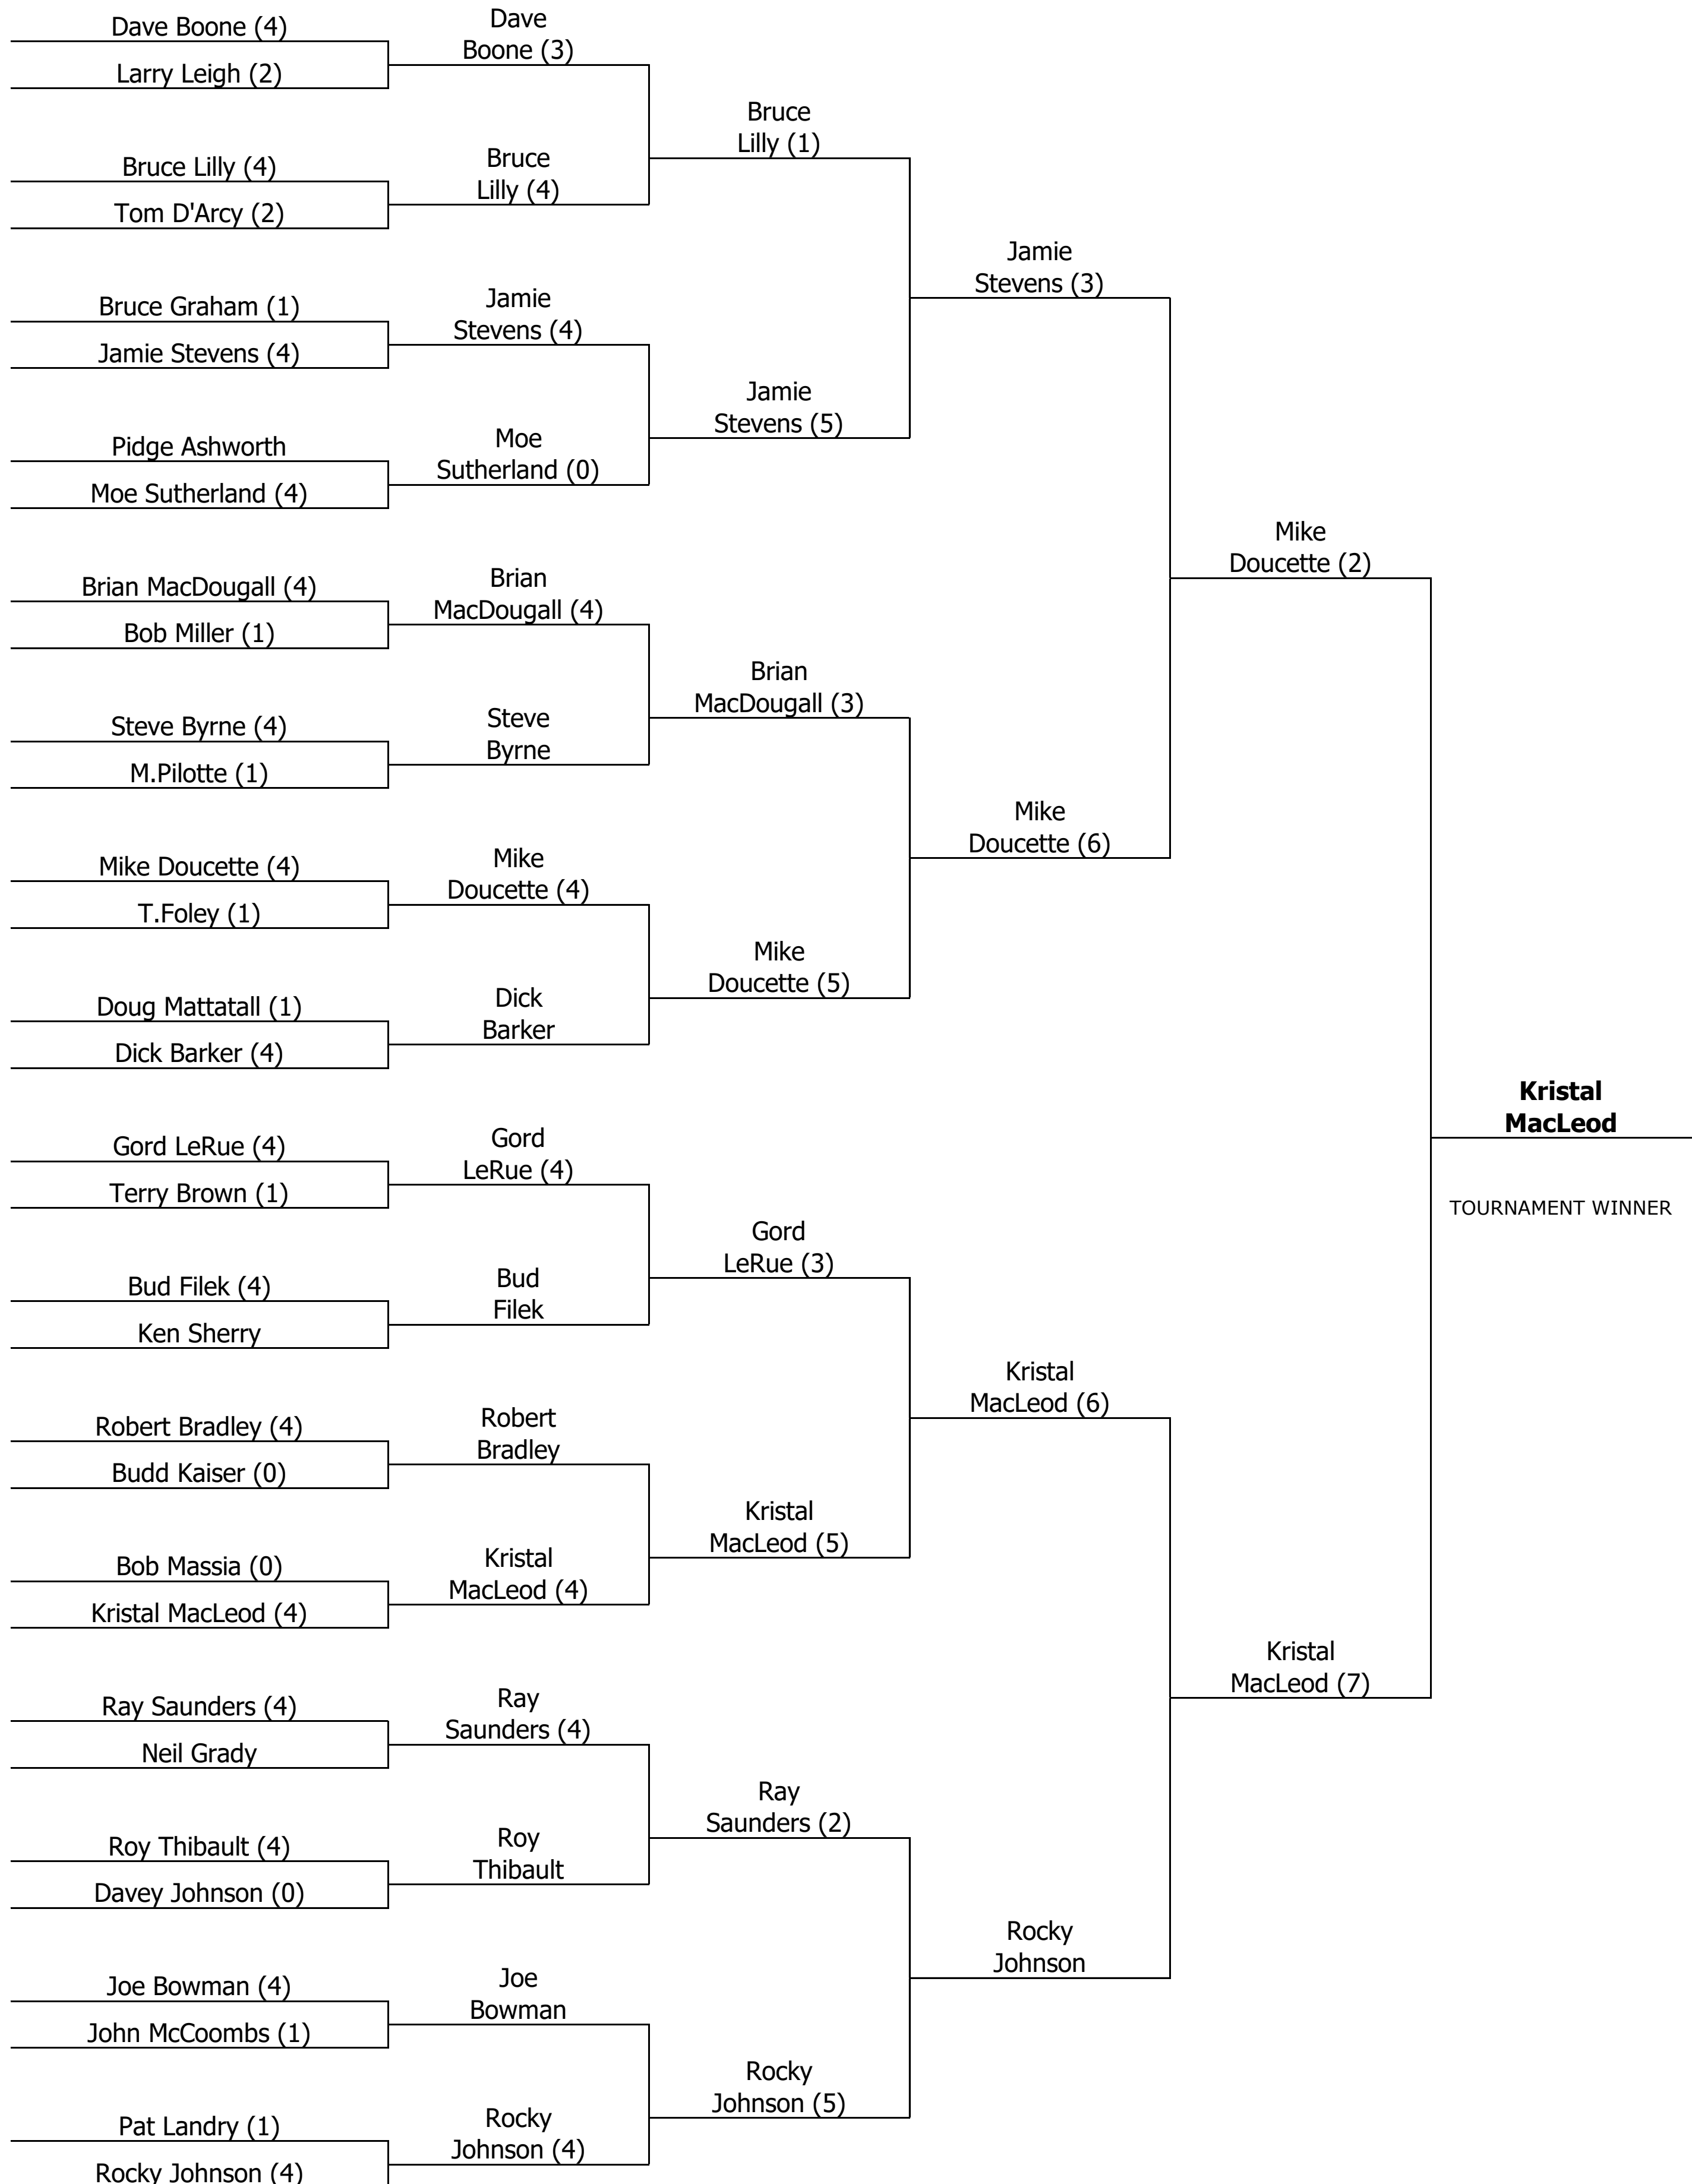 Dave Boone (4)
Larry Leigh (2)
Bruce Lilly (4)
Tom D'Arcy (2)
Bruce Graham (1)
Jamie Stevens (4)
Pidge Ashworth
Moe Sutherland (4)
Brian MacDougall (4)
Bob Miller (1)
Steve Byrne (4)
M.Pilotte (1)
Mike Doucette (4)
T.Foley (1)
Doug Mattatall (1)
Dick Barker (4)
Gord LeRue (4)
Terry Brown (1)
Bud Filek (4)
Ken Sherry
Robert Bradley (4)
Budd Kaiser (0)
Bob Massia (0)
Kristal MacLeod (4)
Ray Saunders (4)
Neil Grady
Roy Thibault (4)
Davey Johnson (0)
Joe Bowman (4)
John McCoombs (1)
Pat Landry (1)
Rocky Johnson (4)
Dave
Boone (3)
Bruce
Lilly (4)
Jamie
Stevens (4)
Moe
Sutherland (0)
Brian
MacDougall (4)
Steve
Byrne
Mike
Doucette (4)
Dick
Barker
Gord
LeRue (4)
Bud
Filek
Robert
Bradley
Kristal
MacLeod (4)
Ray
Saunders (4)
Roy
Thibault
Joe
Bowman
Rocky
Johnson (4)
Bruce
Lilly (1)
Jamie
Stevens (5)
Brian
MacDougall (3)
Mike
Doucette (5)
Gord
LeRue (3)
Kristal
MacLeod (5)
Ray
Saunders (2)
Rocky
Johnson (5)
Jamie
Stevens (3)
Mike
Doucette (6)
Kristal
MacLeod (6)
Rocky
Johnson
Mike
Doucette (2)
Kristal
MacLeod (7)
Kristal
MacLeod
TOURNAMENT WINNER